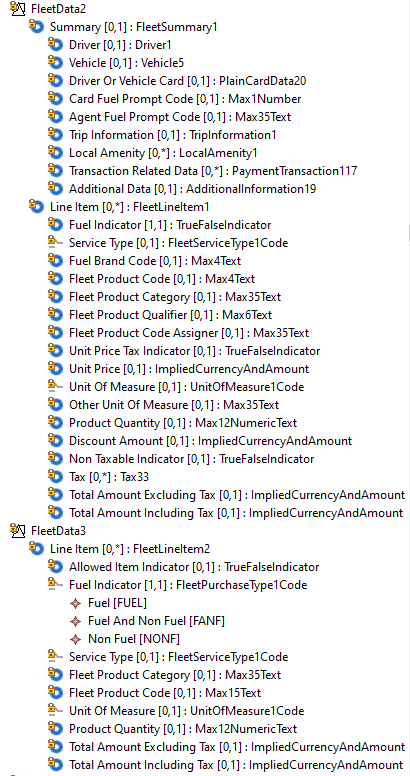 FleetData2
Summary [0,1] : FleetSummary1
Driver [0,1] : Driver1
Vehicle [0,1] : Vehicle5
Driver Or Vehicle Card [0,1] : PlainCardData20
Card Fuel Prompt Code [0,1] : Max1Number
Agent Fuel Prompt Code [0,1] : Max35Text
Trip Information [0,1] : TripInformation1
Local Amenity [0,*] : LocalAmenity1
Transaction Related Data [0,*] : PaymentTransaction117
Additional Data [0,1] : AdditionalInformation19
Line Item [0,*] : FleetLineItem1
Fuel Indicator [1,1] : TrueFalseIndicator
Service Type [0,1] : FleetServiceType1Code
Fuel Brand Code [0,1] : Max4Text
Fleet Product Code [0,1] : Max4Text
Fleet Product Category [0,1] : Max35Text
Fleet Product Qualifier [0,1] : Max6Text
Fleet Product Code Assigner [0,1] : Max35Text
Unit Price Tax Indicator [0,1] : TrueFalseIndicator
Unit Price [0,1] : ImpliedCurrencyAndAmount
Unit Of Measure [0,1] : UnitOfMeasure1Code
Other Unit Of Measure [0,1] : Max35Text
Product Quantity [0,1] : Max12NumericText
Discount Amount [0,1] : ImpliedCurrencyAndAmount
Non Taxable Indicator [0,1] : TrueFalseIndicator
Tax [0,*] : Tax33
Total Amount Excluding Tax [0,1] : ImpliedCurrencyAndAmount
Total Amount Including Tax [0,1] : ImpliedCurrencyAndAmount
FleetData3
Line Item [0,*] : FleetLineItem2
Allowed Item Indicator [0,1] : TrueFalseIndicator
Fuel Indicator [1,1] : FleetPurchaseType1Code
Fuel [FUEL]
Fuel And Non Fuel [FANF]
Non Fuel [NONF]
Service Type [0,1] : FleetServiceType1Code
Fleet Product Category [0,1] : Max35Text
Fleet Product Code [0,1] : Max15Text
Unit Of Measure [0,1] : UnitOfMeasure1Code
Product Quantity [0,1] : Max12NumericText
Total Amount Excluding Tax [0,1] : ImpliedCurrencyAndAmount
Total Amount Including Tax [0,1] : ImpliedCurrencyAndAmount